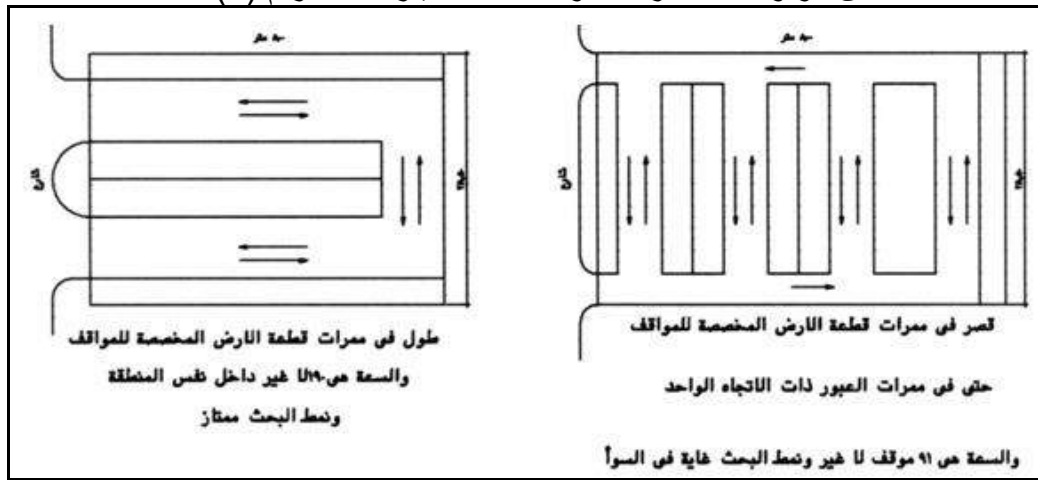 شارع
طول فى ممرات قطعة الارض المخصصة للمواقف
والسعة هى لا غير داخل نفس المنطقة
ونمط البحث ممتاز
شارع
قصر فى ممرات قطعة الارض المخصصة للمواقف
حتى فى ممرات العبور ذات الاتجاه الواحد
والسعة هى ٩١ موقف لا غير ونمط البحث غاية فى السوأ